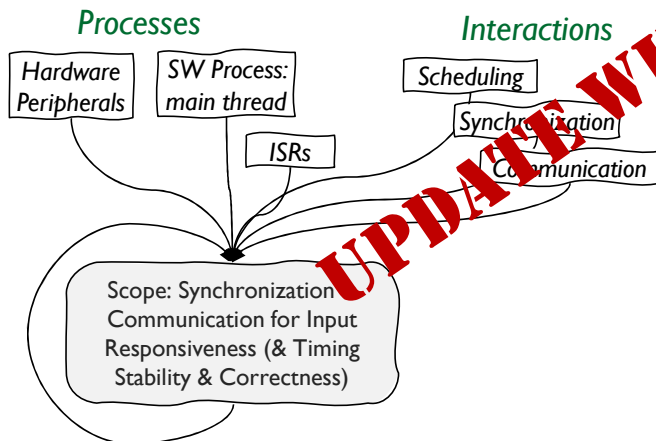 Processes
Interactions
Hardware
Peripherals
SW Process:
main thread
ISRs
Scheduling
Synchronization
Communication
UPDATE
Scope: Synchronization
Communication for Input
Responsiveness (& Timing
Stability & Correctness)